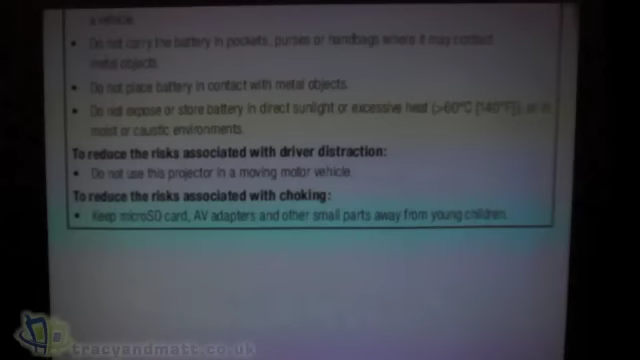 a vehicle.
• Do not carry the battery in pockets, purses or handbags where it may contact
metal objects.
• Do not place battery in contact with metal objects.
• Do not expose or store battery in direct sunlight or excessive heat (>60°C [140°F]), or in
moist or caustic environments.
To reduce the risks associated with driver distraction:
• Do not use this projector in a moving motor vehicle.
To reduce the risks associated with choking:
• Keep microSD card, AV adapters and other small parts away from young children.
tracyandmatt.co.uk